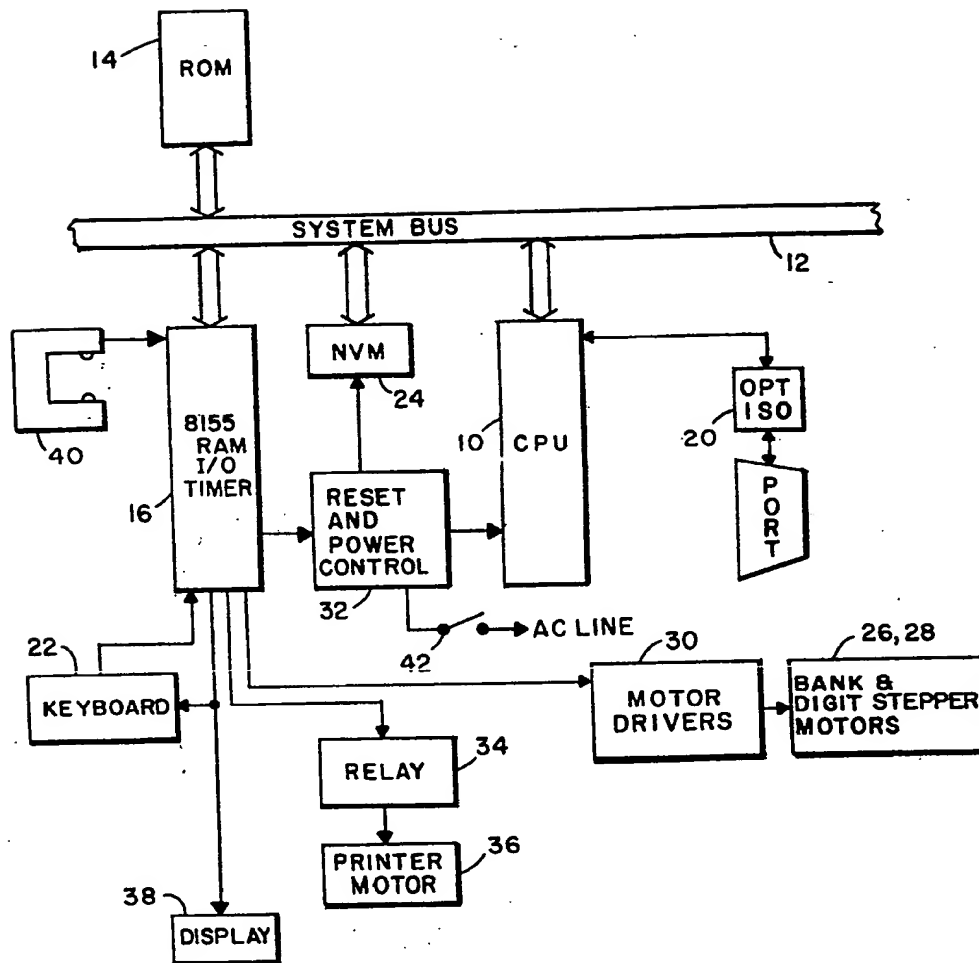 14
ROM
SYSTEM BUS
12
40
8155
RAM
I/O
TIMER
16
NVM
24
10
CPU
OPT
ISO
20
PORT
RESET
AND
POWER
CONTROL
32
42
AC LINE
22
KEYBOARD
30
MOTOR
DRIVERS
26, 28
BANK &
DIGIT STEPPER
MOTORS
RELAY
34
PRINTER
MOTOR
36
38
DISPLAY